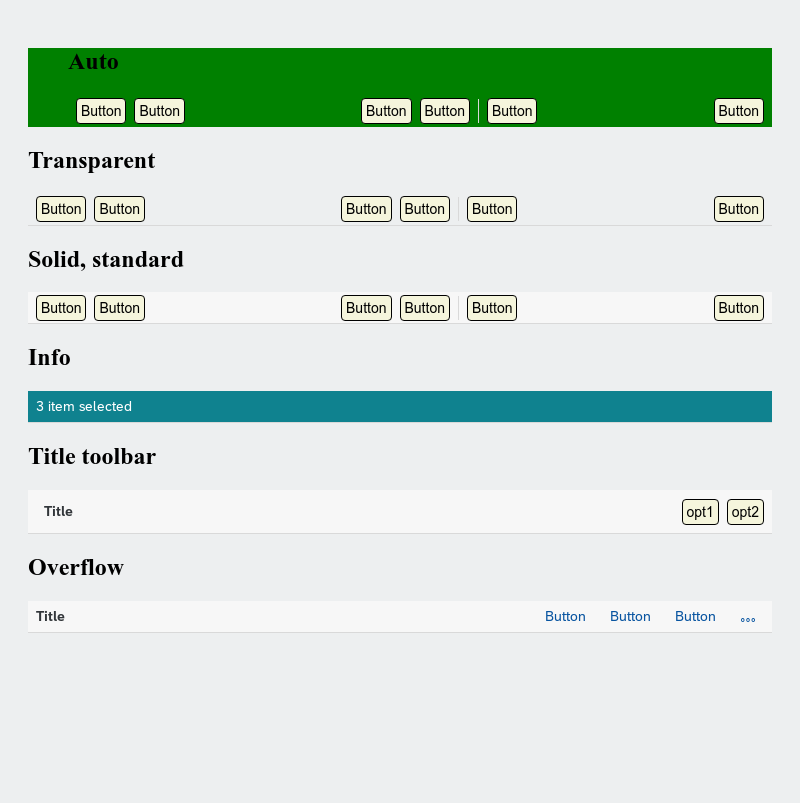 Auto
Button Button Button Button Button Button
Transparent
Button Button Button Button Button Button
Solid, standard
Button Button Button Button Button Button
Info
3 item selected
Title toolbar
Title opt1 opt2
Overflow
Title Button Button Button